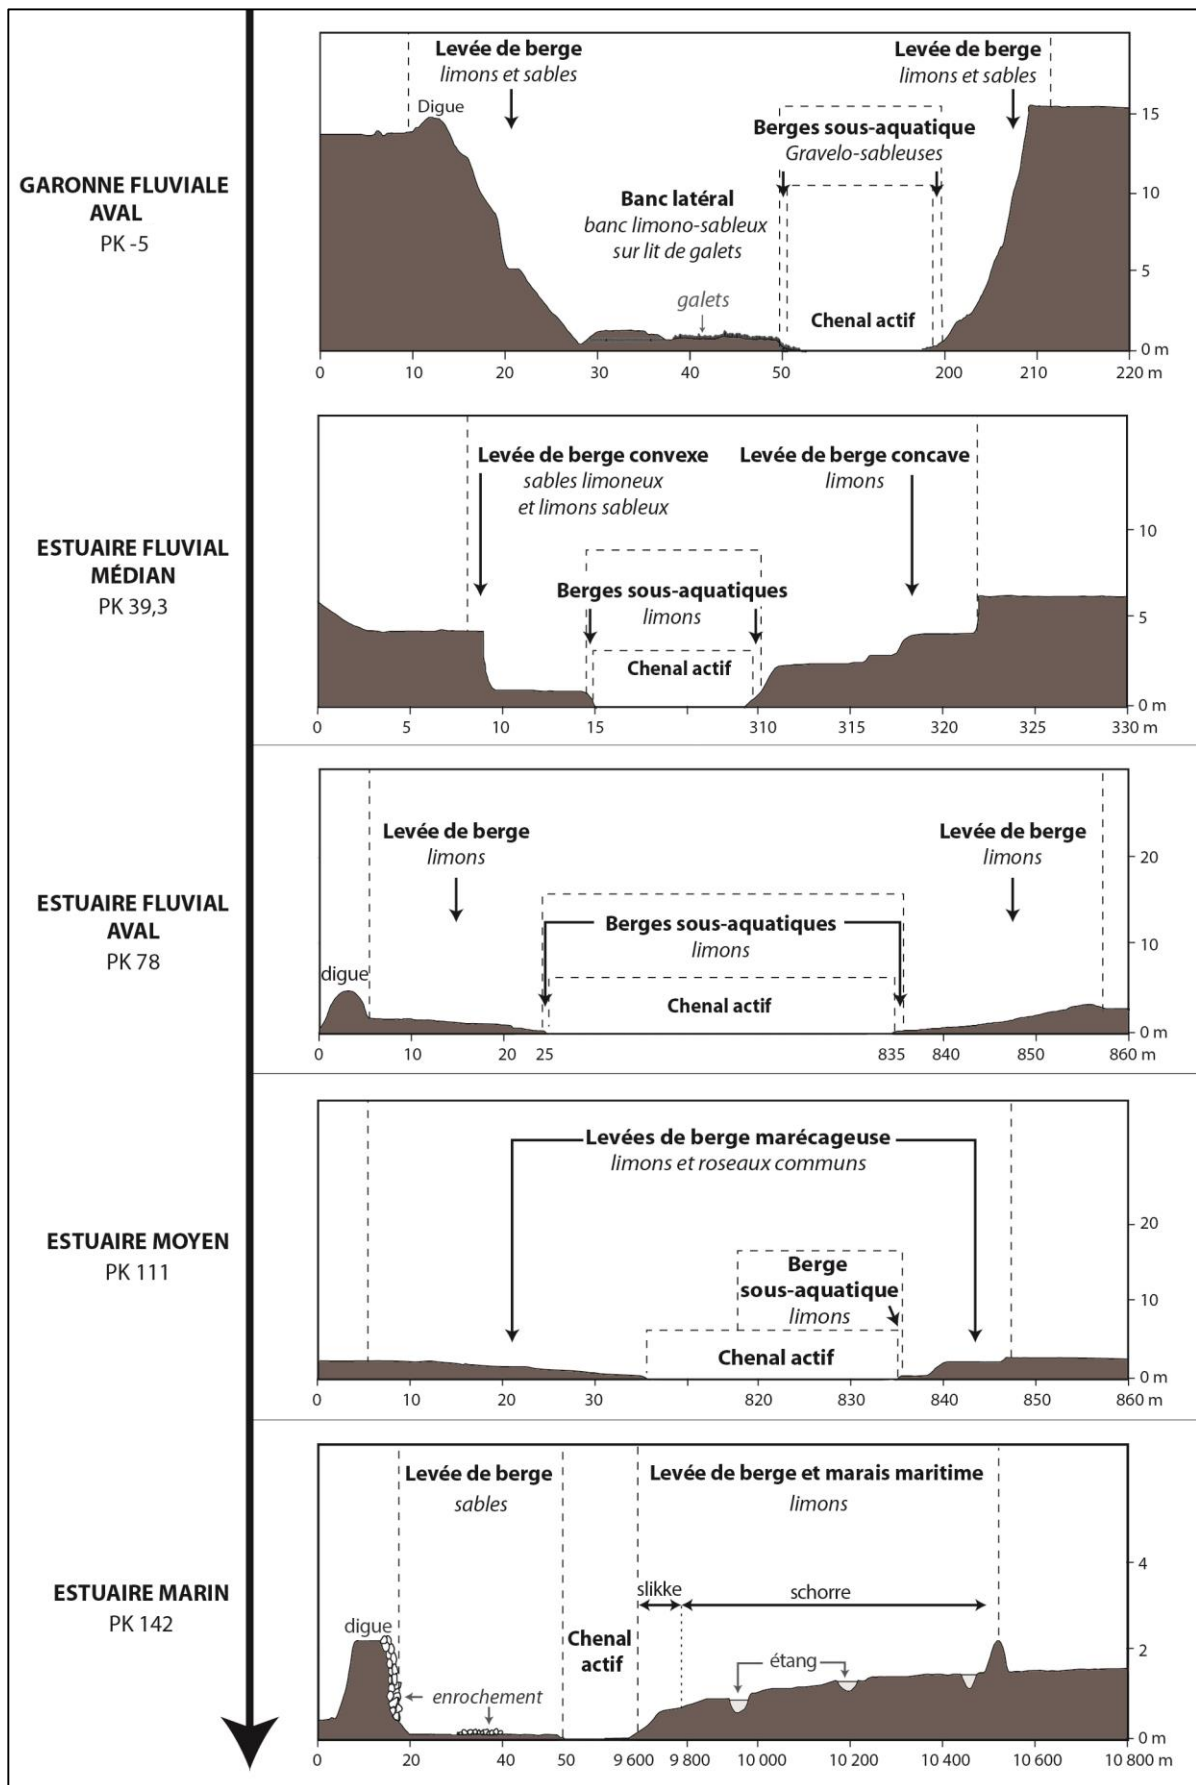 GARONNE FLUVIALE
AVAL
PK -5
Levée de berge
limons et sables
Digue
Levée de berge
limons et sables
Berges sous-aquatique
Gravelo-sableuses
Banc latéral
banc limono-sableux
sur lit de galets
galets
Chenal actif
15
10
5
0 m
0 10 20 30 40 50 200 210 220 m
ESTUAIRE FLUVIAL
MÉDIAN
PK 39,3
Levée de berge convexe
sables limoneux
et limons sableux
Levée de berge concave
limons
Berges sous-aquatiques
limons
Chenal actif
10
5
0 m
0 5 10 15 310 315 320 325 330 m
ESTUAIRE FLUVIAL
AVAL
PK 78
Levée de berge
limons
Levée de berge
limons
Berges sous-aquatiques
limons
digue
Chenal actif
20
10
0 m
0 10 20 25 835 840 850 860 m
ESTUAIRE MOYEN
PK 111
Levées de berge marécageuse
limons et roseaux communs
Berge
sous-aquatique
limons
Chenal actif
20
10
0 m
0 10 20 30 820 830 840 850 860 m
ESTUAIRE MARIN
PK 142
Levée de berge
sables
Levée de berge et marais maritime
limons
slikke
schorre
digue
Chenal
actif
étang
enrochement
4
2
0 m
0 20 40 50 9 600 9 800 10 000 10 200 10 400 10 600 10 800 m